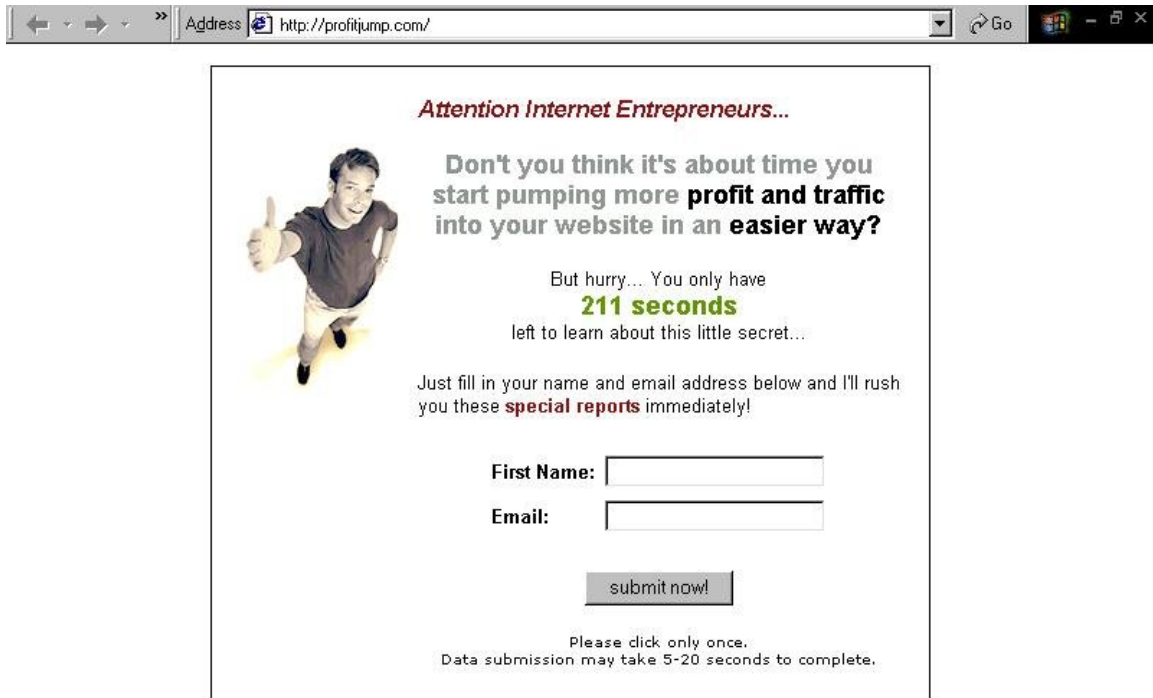 » Address http://profitjump.com/ Go
Attention Internet Entrepreneurs...
Don't you think it's about time you
start pumping more profit and traffic
into your website in an easier way?
But hurry... You only have
211 seconds
left to learn about this little secret...
Just fill in your name and email address below and I'll rush
you these special reports immediately!
First Name:
Email:
submit now!
Please click only once.
Data submission may take 5-20 seconds to complete.